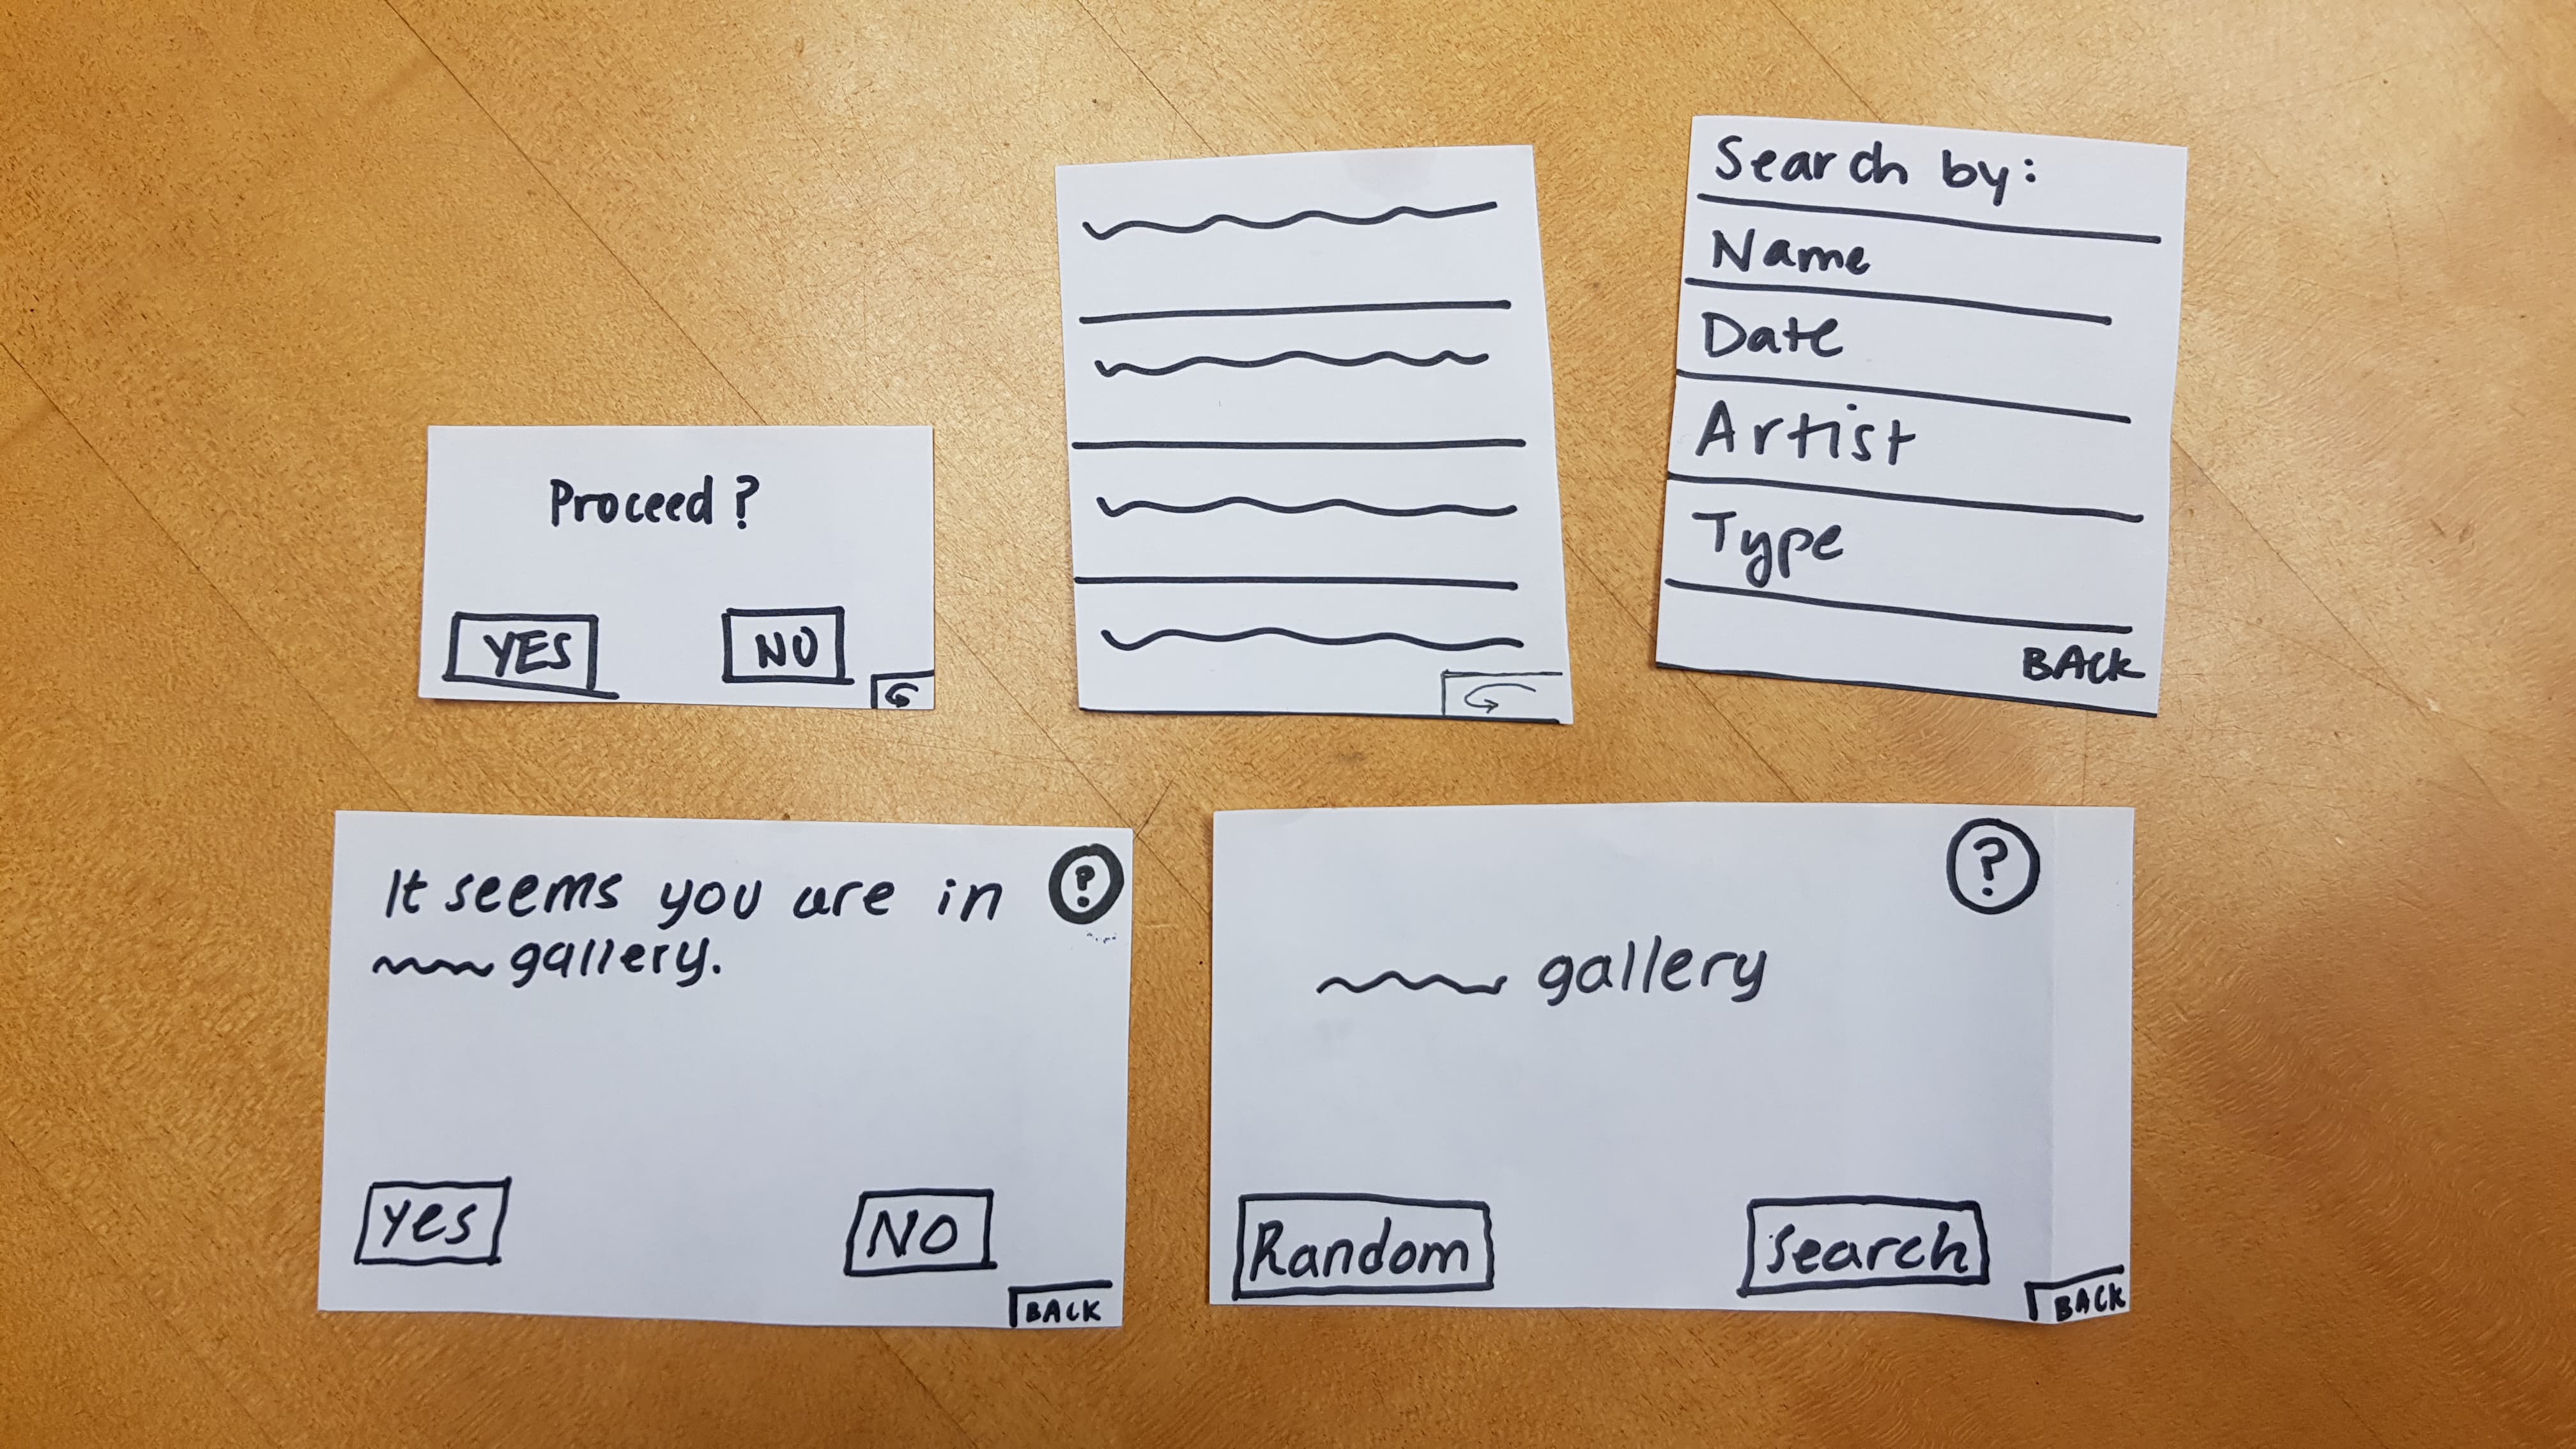 Proceed?
YES
NO
Search by:
Name
Date
Artist
Type
BACK
It seems you are in
gallery.
?
Yes
NO
BACK
?
gallery
Random
Search
BACK